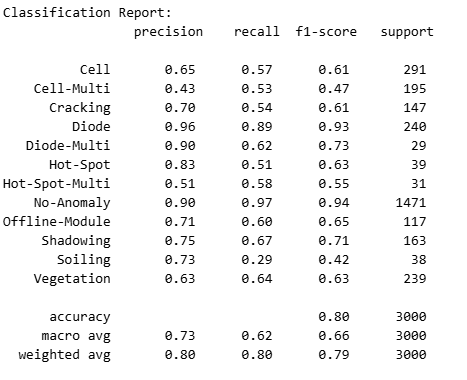 Classification Report:
precision recall f1-score support
Cell 0.65 0.57 0.61 291
Cell-Multi 0.43 0.53 0.47 195
Cracking 0.70 0.54 0.61 147
Diode 0.96 0.89 0.93 240
Diode-Multi 0.90 0.62 0.73 29
Hot-Spot 0.83 0.51 0.63 39
Hot-Spot-Multi 0.51 0.58 0.55 31
No-Anomaly 0.90 0.97 0.94 1471
Offline-Module 0.71 0.60 0.65 117
Shadowing 0.75 0.67 0.71 163
Soiling 0.73 0.29 0.42 38
Vegetation 0.63 0.64 0.63 239
accuracy 0.80 3000
macro avg 0.73 0.62 0.66 3000
weighted avg 0.80 0.80 0.79 3000